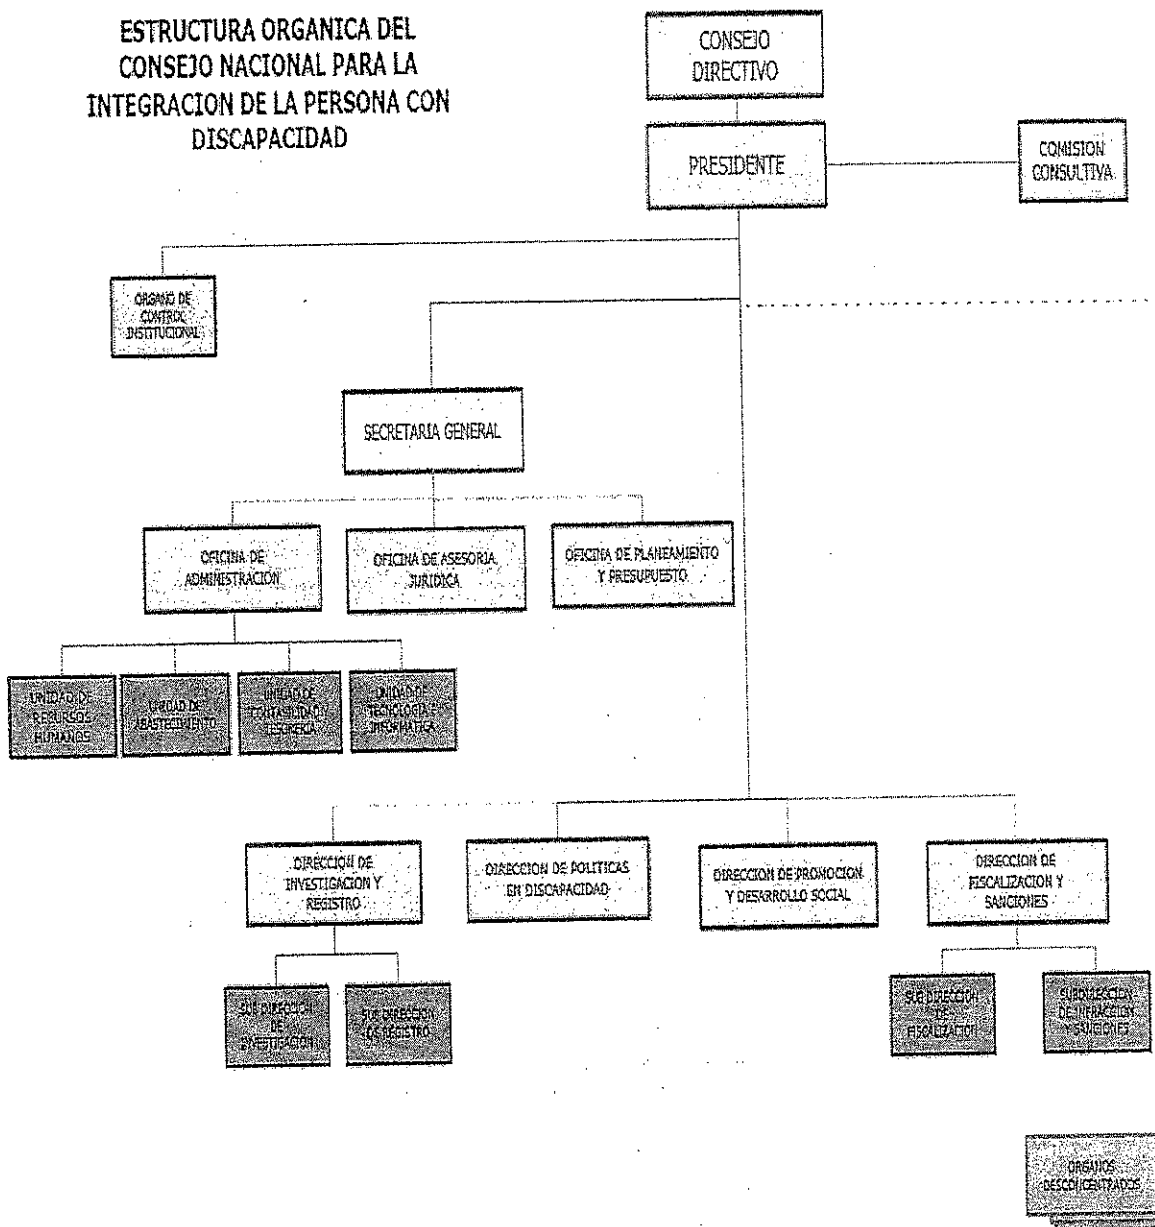 ESTRUCTURA ORGANICA DEL
CONSEJO NACIONAL PARA LA
INTEGRACION DE LA PERSONA CON
DISCAPACIDAD
CONSEJO
DIRECTIVO
PRESIDENTE
COMISION
CONSULTIVA
ORGANO DE
CONTROL
INSTITUCIONAL
SECRETARIA GENERAL
OFICINA DE
ADMINISTRACIÓN
OFICINA DE ASESORIA
JURIDICA
OFICINA DE PLANEAMIENTO
Y PRESUPUESTO
UNIDAD DE
RECURSOS
HUMANOS
UNIDAD DE
ABASTECIMIENTO
UNIDAD DE
CONTABILIDAD Y
TESORERIA
UNIDAD DE
TECNOLOGIA E
INFORMATICA
DIRECCION DE
INVESTIGACION Y
REGISTRO
DIRECCION DE POLITICAS
EN DISCAPACIDAD
DIRECCION DE PROMOCION
Y DESARROLLO SOCIAL
DIRECCION DE
FISCALIZACION Y
SANCIONES
SUB DIRECCION
DE
INVESTIGACION
SUB DIRECCION
DE REGISTRO
SUB DIRECCION
DE
FISCALIZACION
SUBDIRECCION
DE INFRACCION
Y SANCIONES
ORGANOS
DESCONCENTRADOS